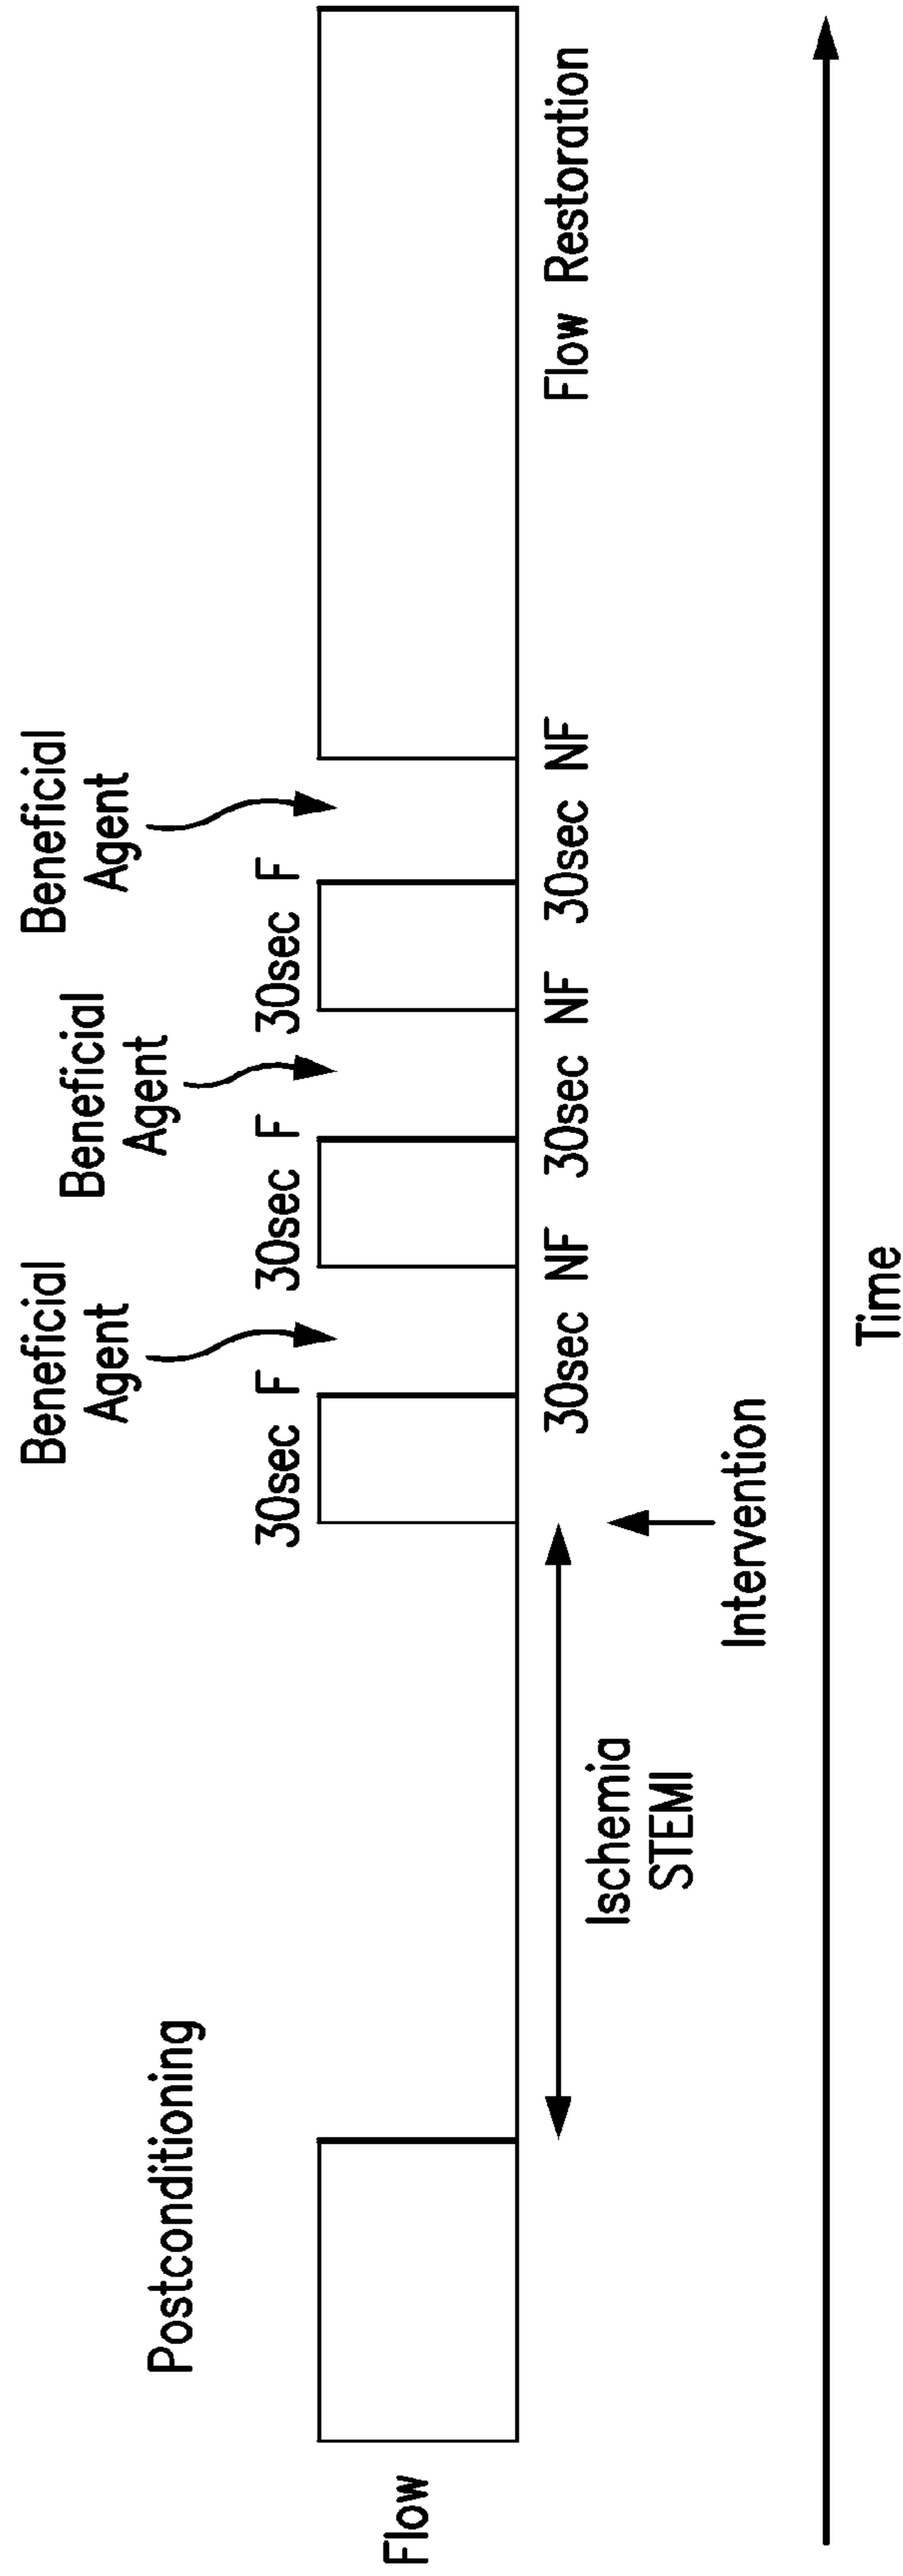 Postconditioning
Beneficial
Agent
Beneficial
Agent
Beneficial
Agent
30sec F
30sec F
30sec F
Flow
30sec NF
30sec NF
30sec NF
Flow Restoration
Ischemia
STEMI
Intervention
Time